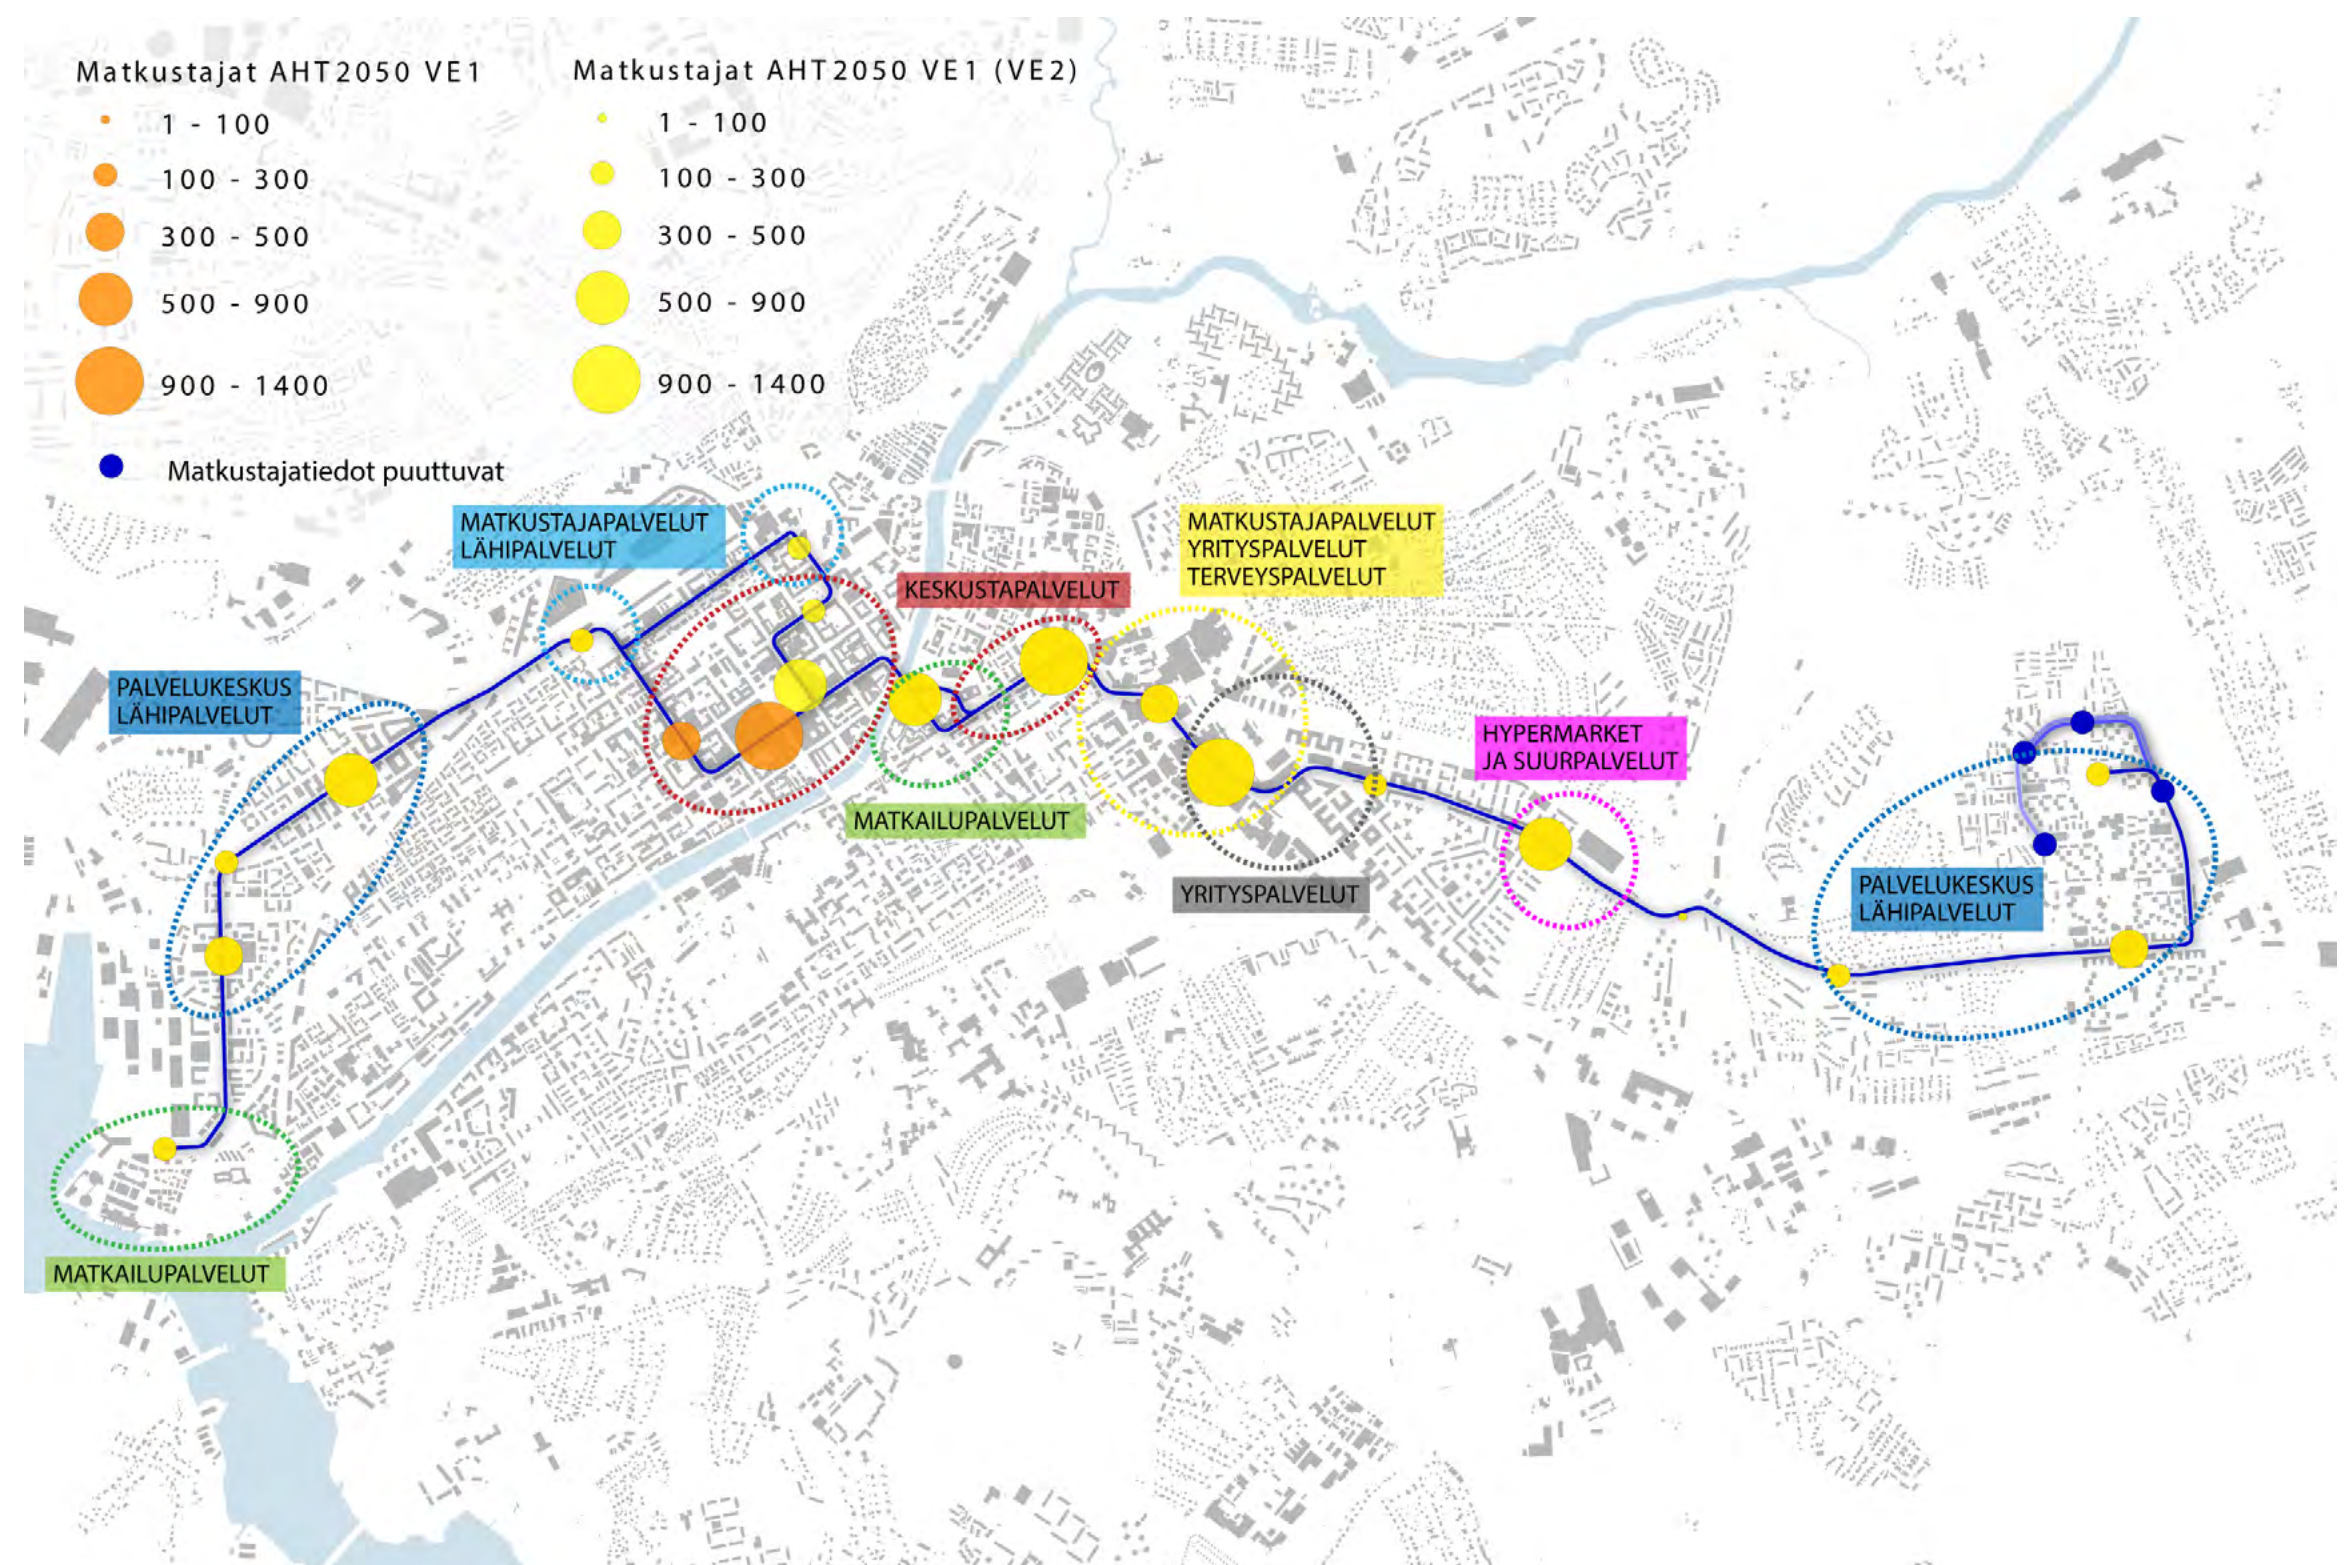 Matkustajat AHT2050 VE1
1 - 100
100 - 300
300 - 500
500 - 900
900 - 1400
Matkustajatiedot puuttuvat
Matkustajat AHT2050 VE1 (VE2)
1 - 100
100 - 300
300 - 500
500 - 900
900 - 1400
MATKUSTAJAPALVELUT
LÄHIPALVELUT
MATKUSTAJAPALVELUT
YRITYSPALVELUT
TERVEYSPALVELUT
KESKUSTAPALVELUT
PALVELUKESKUS
LÄHIPALVELUT
HYPERMARKET
JA SUURPALVELUT
MATKAILUPALVELUT
YRITYSPALVELUT
PALVELUKESKUS
LÄHIPALVELUT
MATKAILUPALVELUT